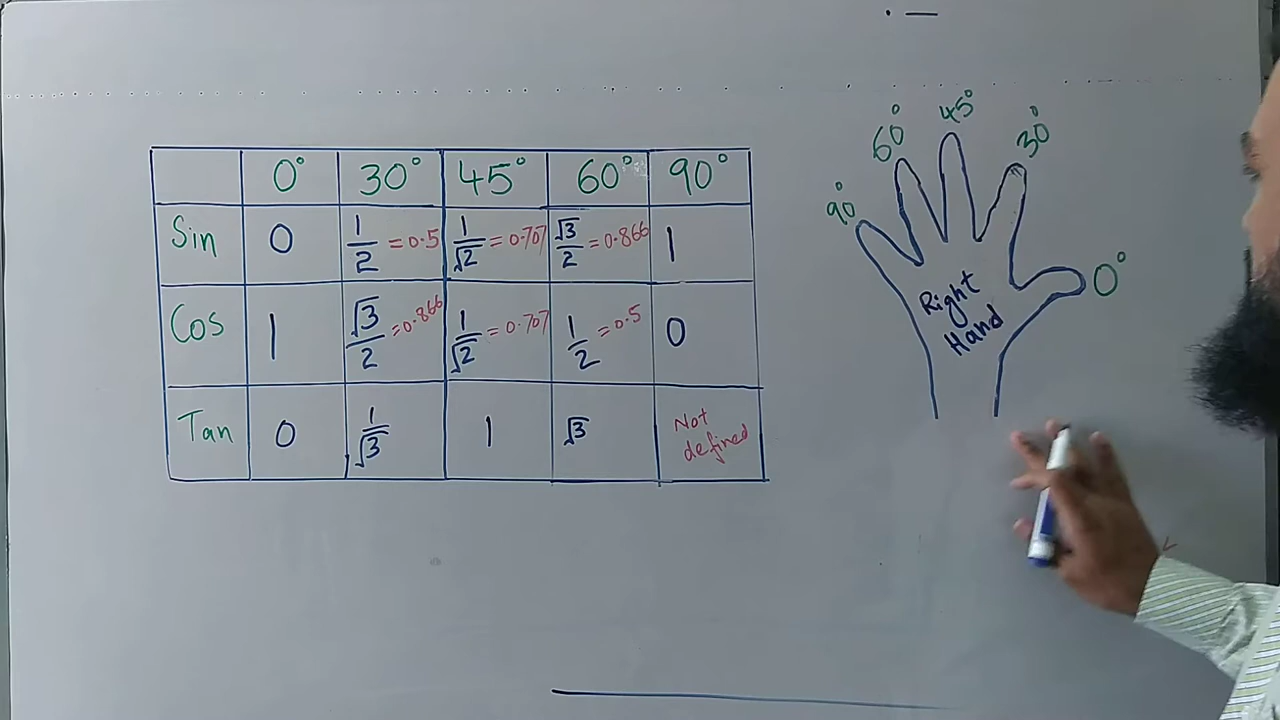 0° 30° 45° 60° 90°
Sin 0 1/2 = 0.5 1/√2 = 0.707 √3/2 = 0.866 1
Cos 1 √3/2 = 0.866 1/√2 = 0.707 1/2 = 0.5 0
Tan 0 1/√3 1 √3 Not defined
90° 60° 45° 30° 0°
Right
Hand